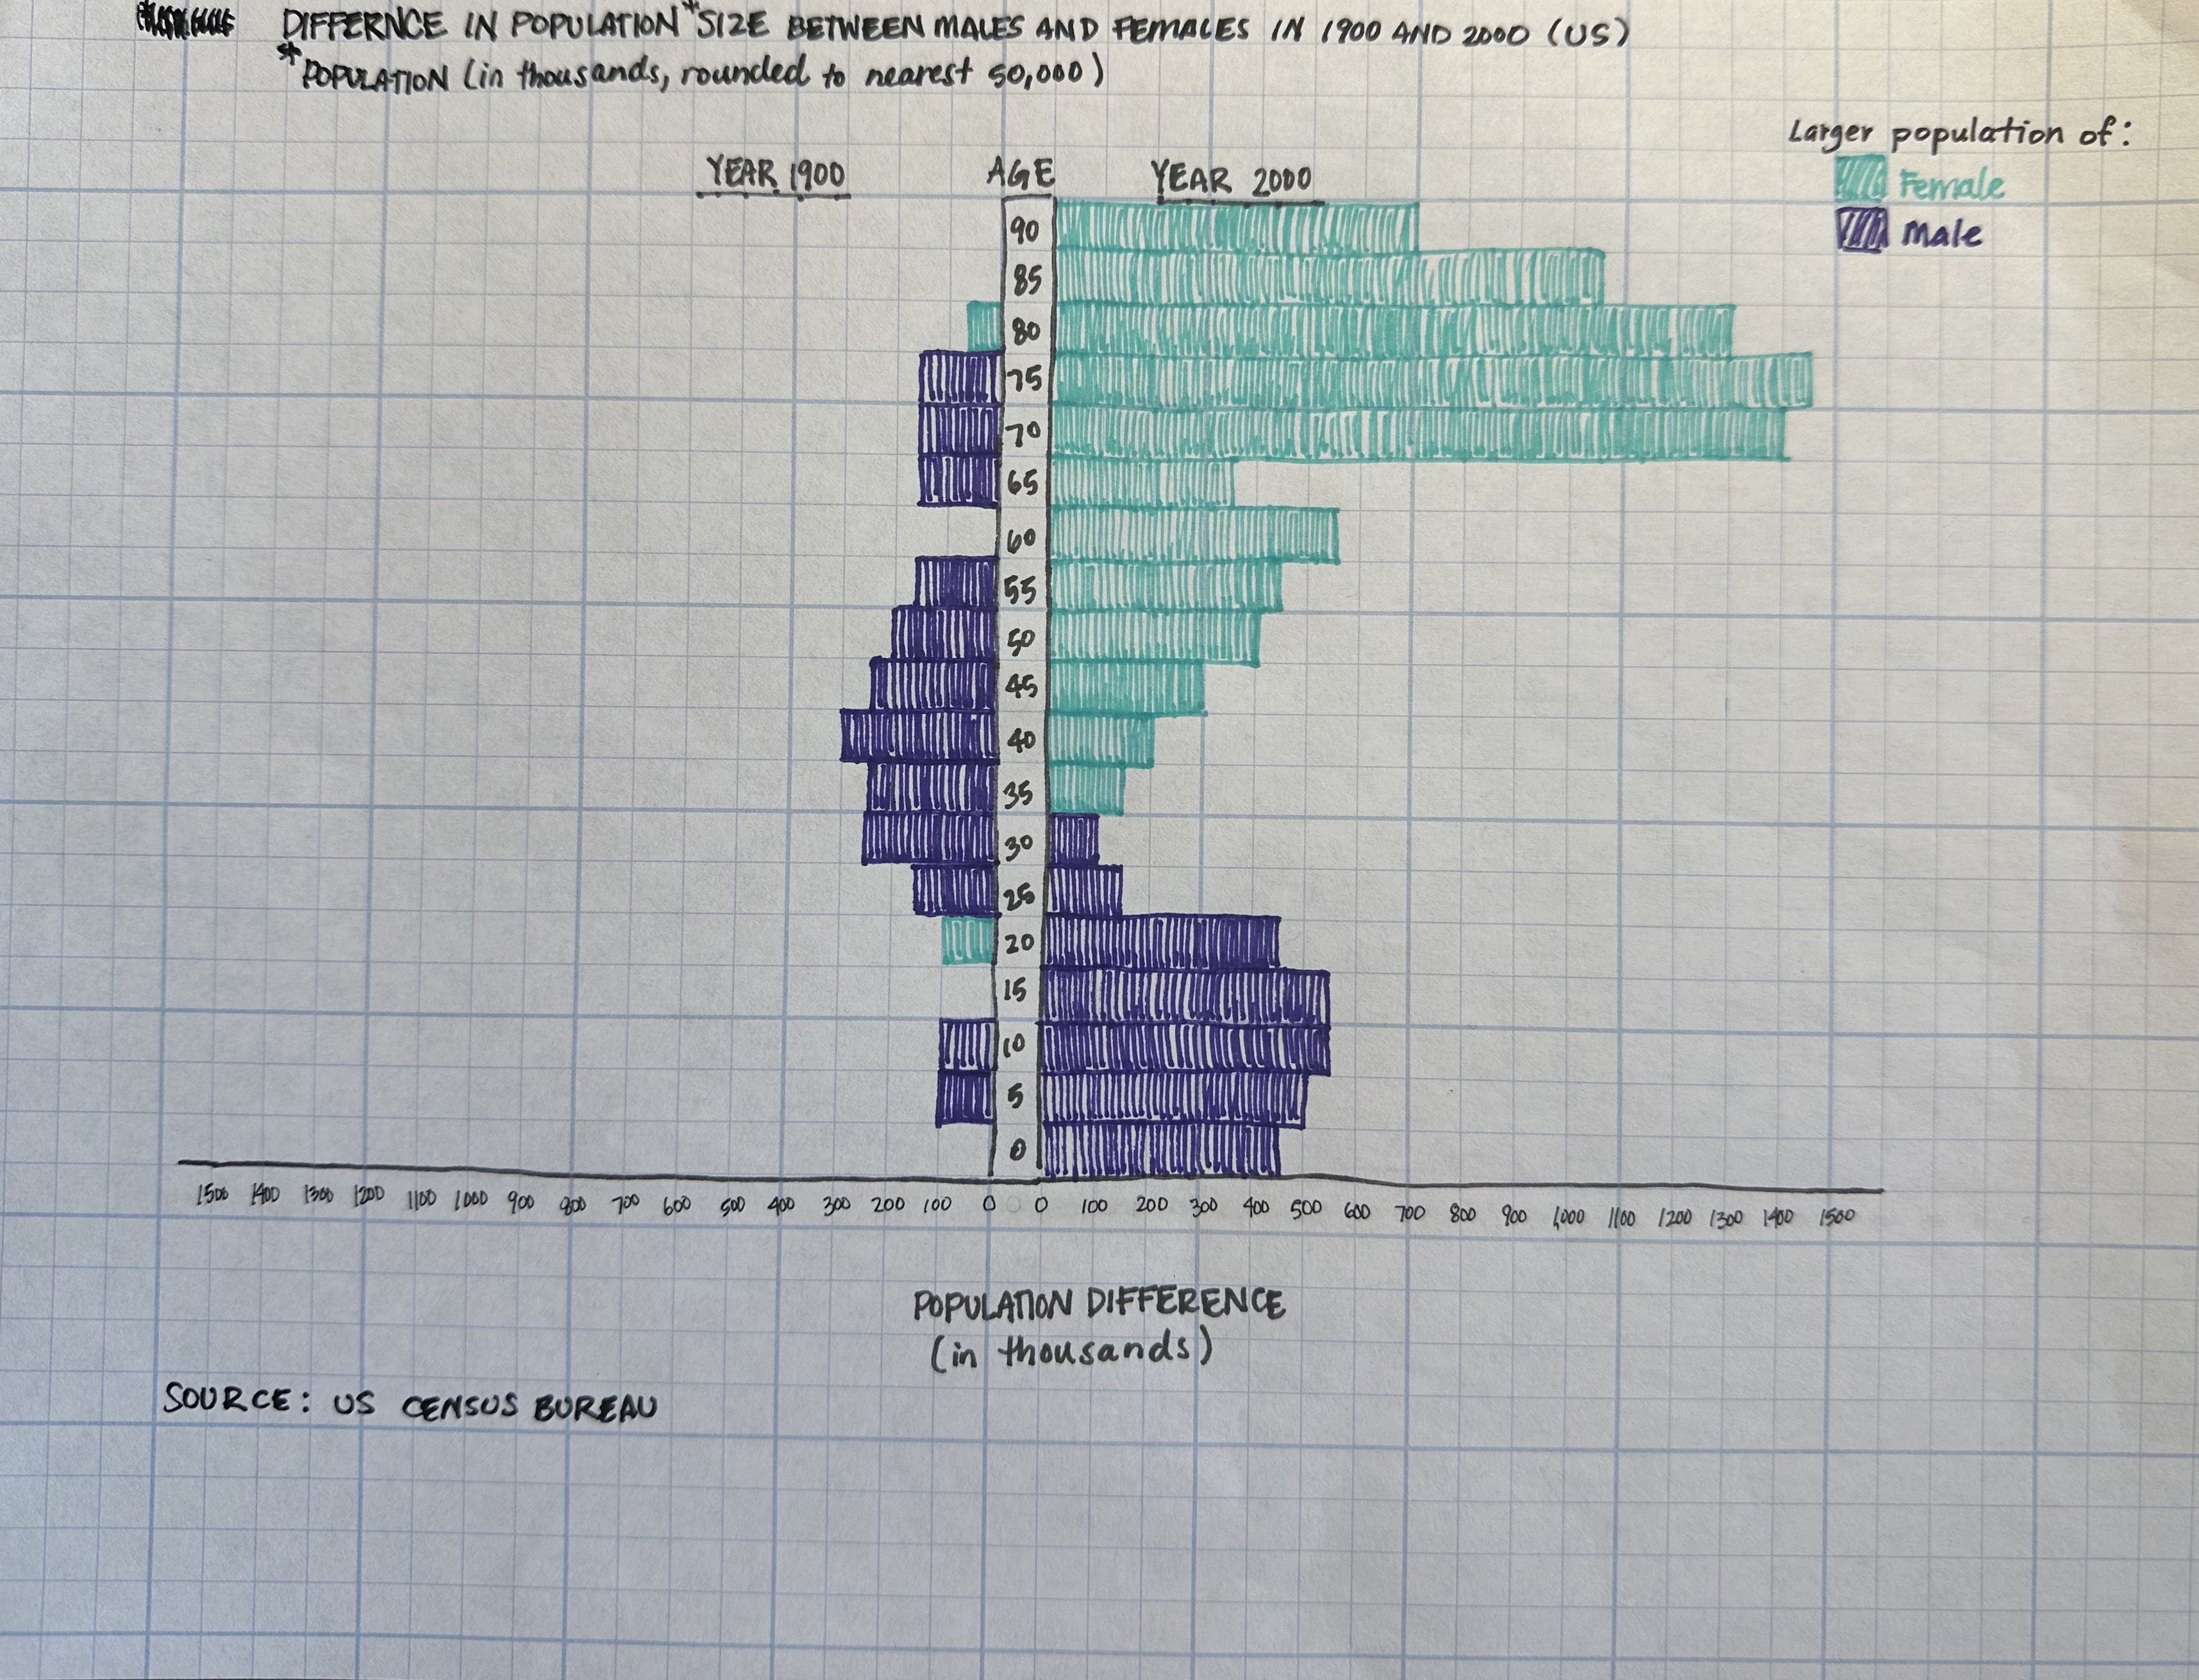 DIFFERNCE IN POPULATION* SIZE BETWEEN MALES AND FEMALES IN 1900 AND 2000 (US)
*POPULATION (in thousands, rounded to nearest 50,000)
Larger population of:
Female
Male
YEAR 1900 AGE YEAR 2000
90
85
80
75
70
65
60
55
50
45
40
35
30
25
20
15
10
5
0
1500 1400 1300 1200 1100 1000 900 800 700 600 500 400 300 200 100 0 0 100 200 300 400 500 600 700 800 900 1,000 1100 1200 1300 1400 1500
POPULATION DIFFERENCE
(in thousands)
SOURCE: US CENSUS BUREAU